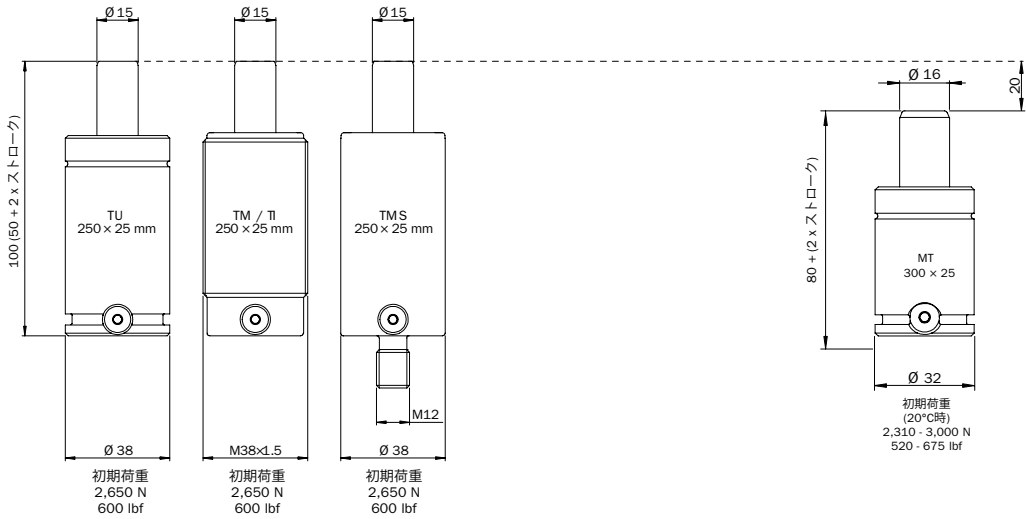 Ø 15
Ø 15
Ø 15
Ø 16
20
100 (50 + 2 x ストローク)
TU
250 × 25 mm
TM / TI
250 × 25 mm
TMS
250 × 25 mm
80 + (2 x ストローク)
MT
300 × 25
M12
Ø 38
M38×1.5
Ø 38
Ø 32
初期荷重
2,650 N
600 lbf
初期荷重
2,650 N
600 lbf
初期荷重
2,650 N
600 lbf
初期荷重
(20°C時)
2,310 - 3,000 N
520 - 675 lbf